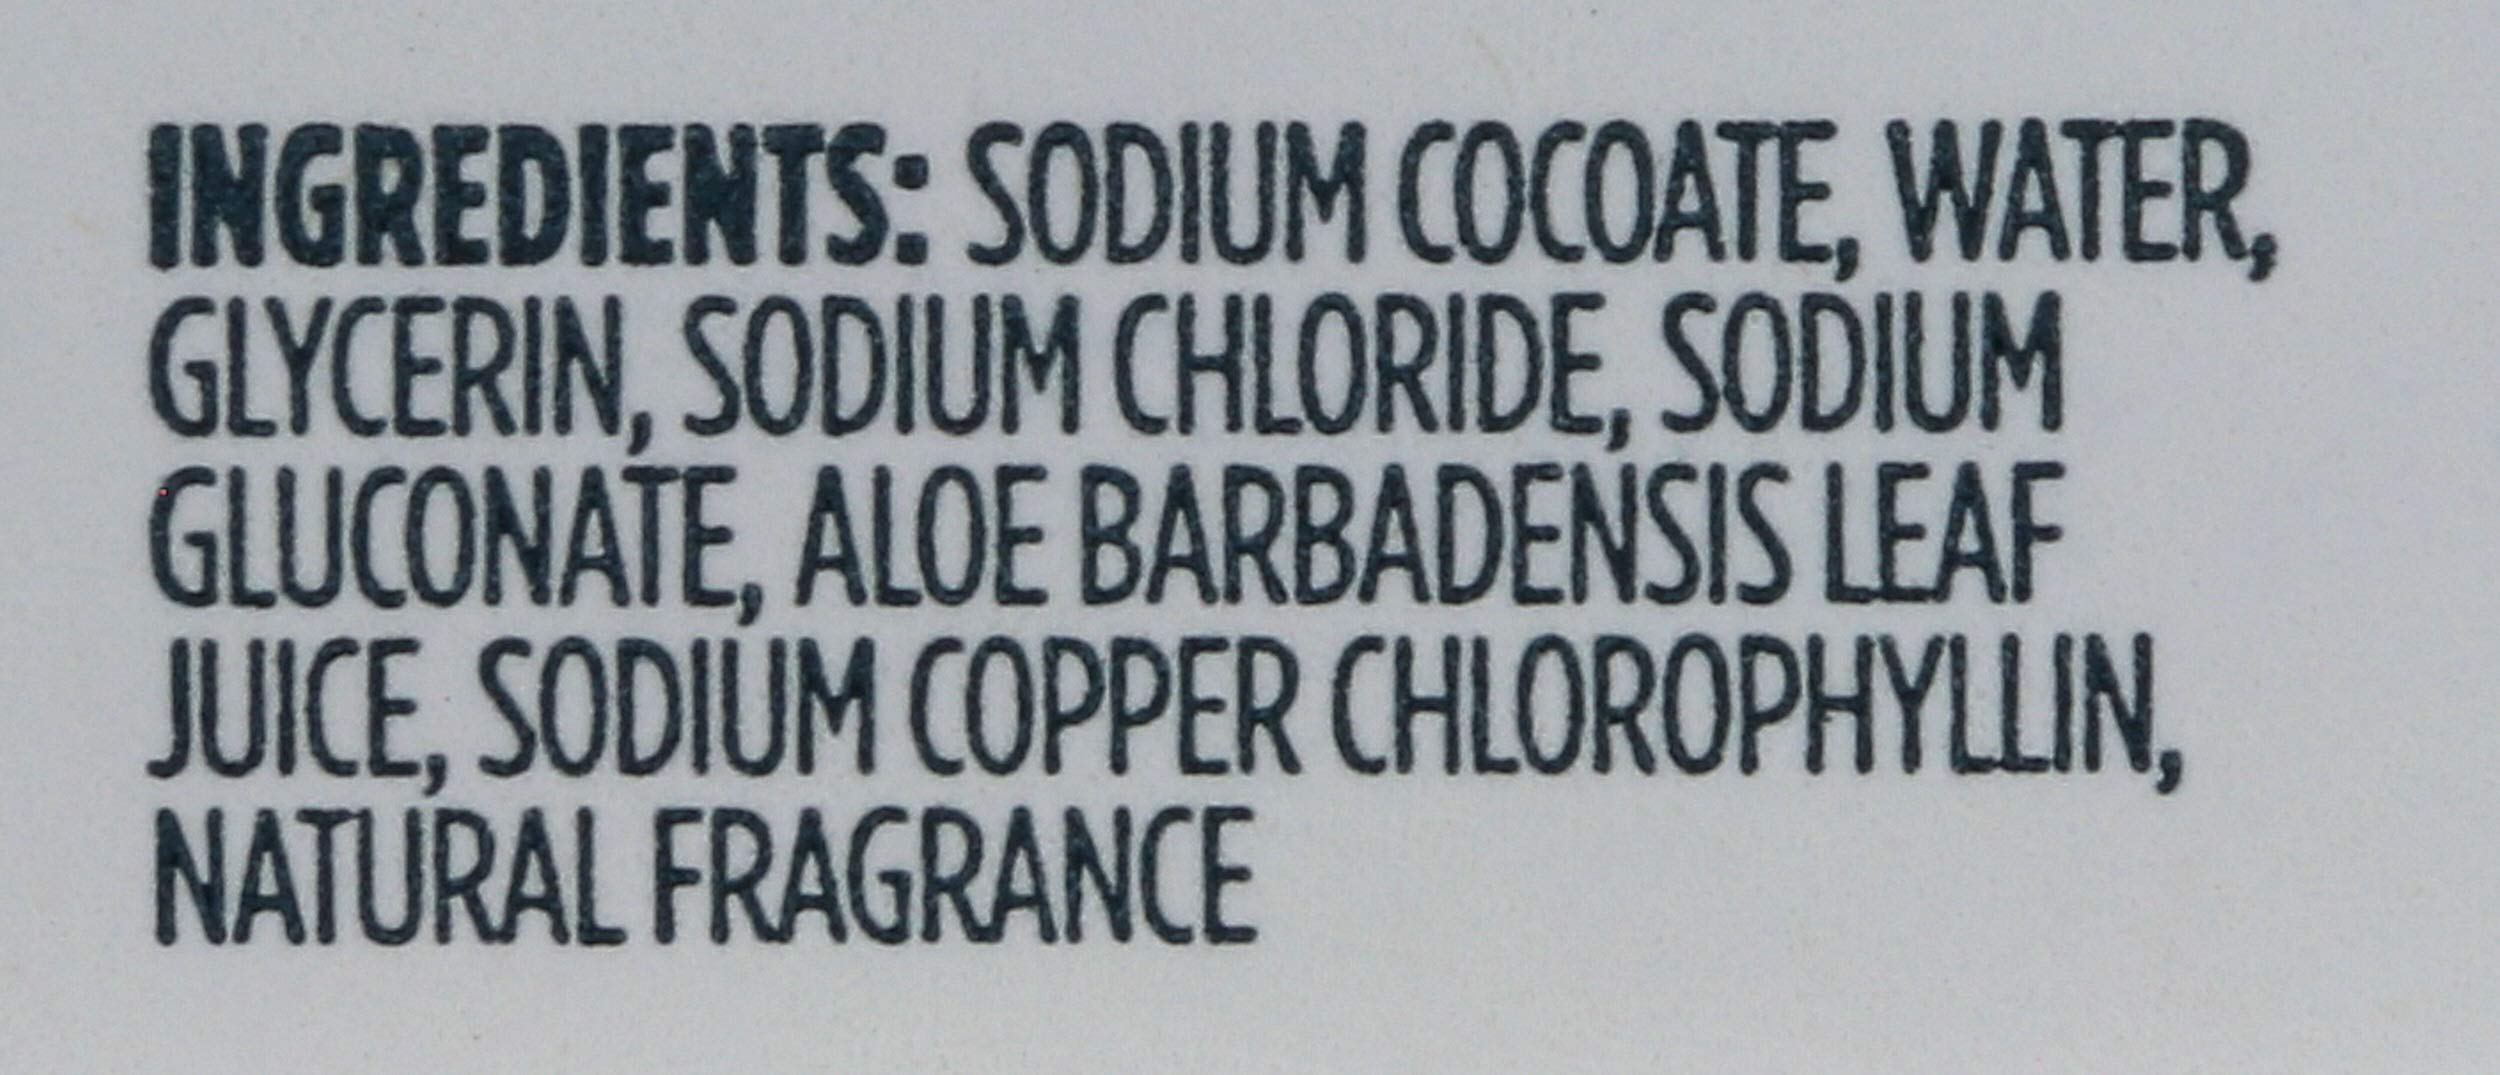 INGREDIENTS: SODIUM COCOATE, WATER,
GLYCERIN, SODIUM CHLORIDE, SODIUM
GLUCONATE, ALOE BARBADENSIS LEAF
JUICE, SODIUM COPPER CHLOROPHYLLIN,
NATURAL FRAGRANCE